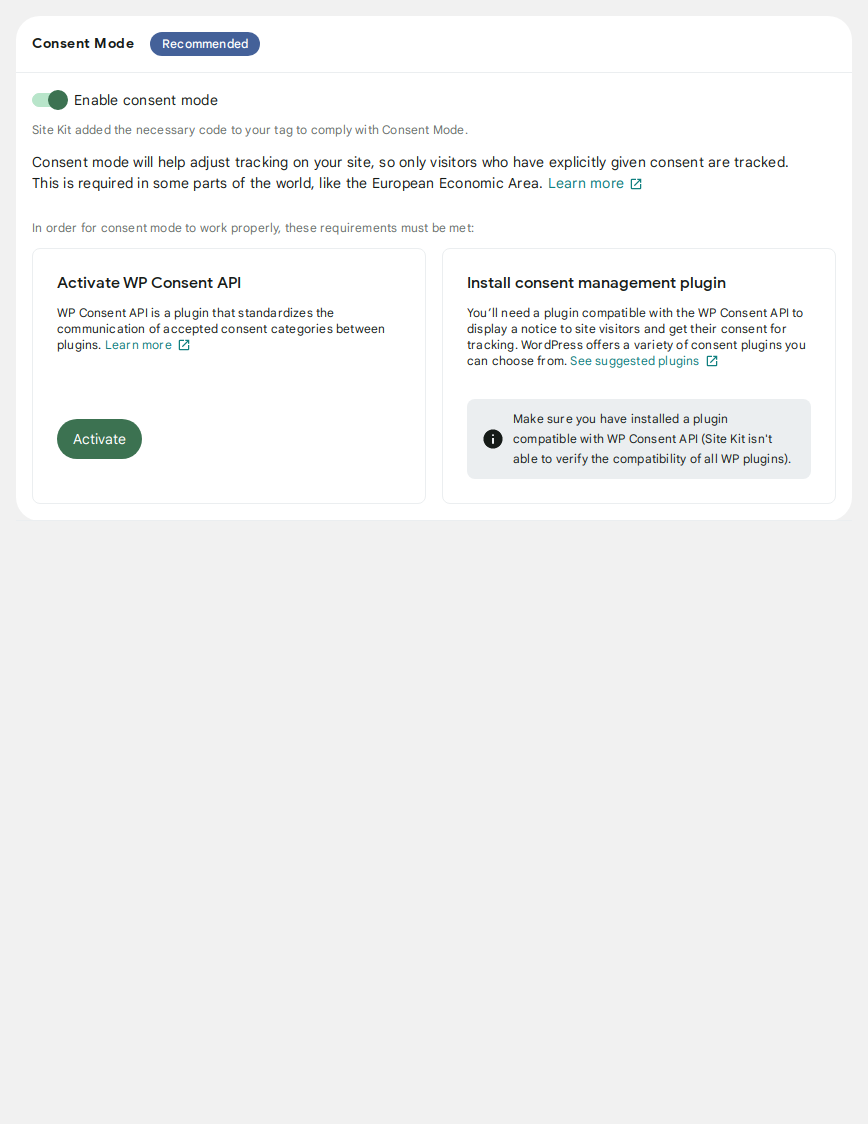 Consent Mode Recommended
Enable consent mode
Site Kit added the necessary code to your tag to comply with Consent Mode.
Consent mode will help adjust tracking on your site, so only visitors who have explicitly given consent are tracked.
This is required in some parts of the world, like the European Economic Area. Learn more
In order for consent mode to work properly, these requirements must be met:
Activate WP Consent API
WP Consent API is a plugin that standardizes the
communication of accepted consent categories between
plugins. Learn more
Activate
Install consent management plugin
You’ll need a plugin compatible with the WP Consent API to
display a notice to site visitors and get their consent for
tracking. WordPress offers a variety of consent plugins you
can choose from. See suggested plugins
Make sure you have installed a plugin
compatible with WP Consent API (Site Kit isn't
able to verify the compatibility of all WP plugins).